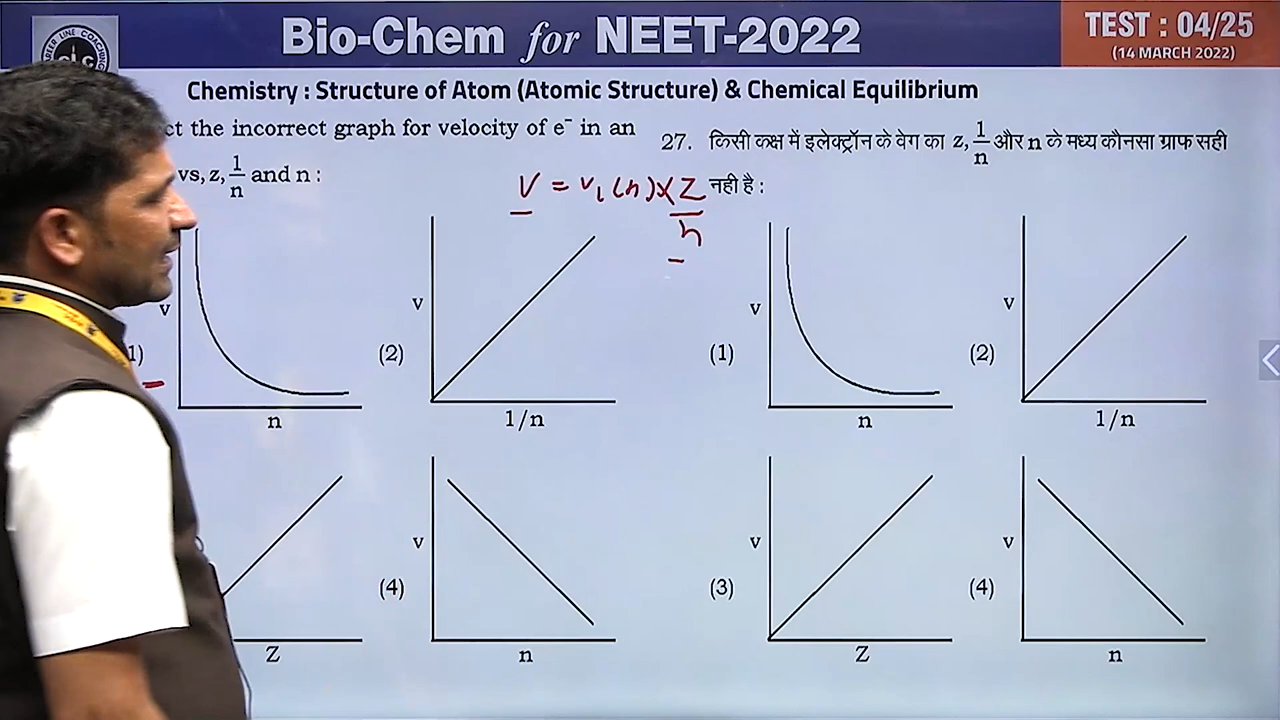 Bio-Chem for NEET-2022
TEST : 04/25
(14 MARCH 2022)
Chemistry : Structure of Atom (Atomic Structure) & Chemical Equilibrium
ct the incorrect graph for velocity of e⁻ in an
vs, z, 1/n and n :
27. किसी कक्ष में इलेक्ट्रॉन के वेग का z, 1/n और n के मध्य कौनसा ग्राफ सही
नही है :
V = v₁ (n) × Z/n
1)
v
n
(2)
v
1/n
(1)
v
n
(2)
v
1/n
Z
(4)
v
n
(3)
v
Z
(4)
v
n